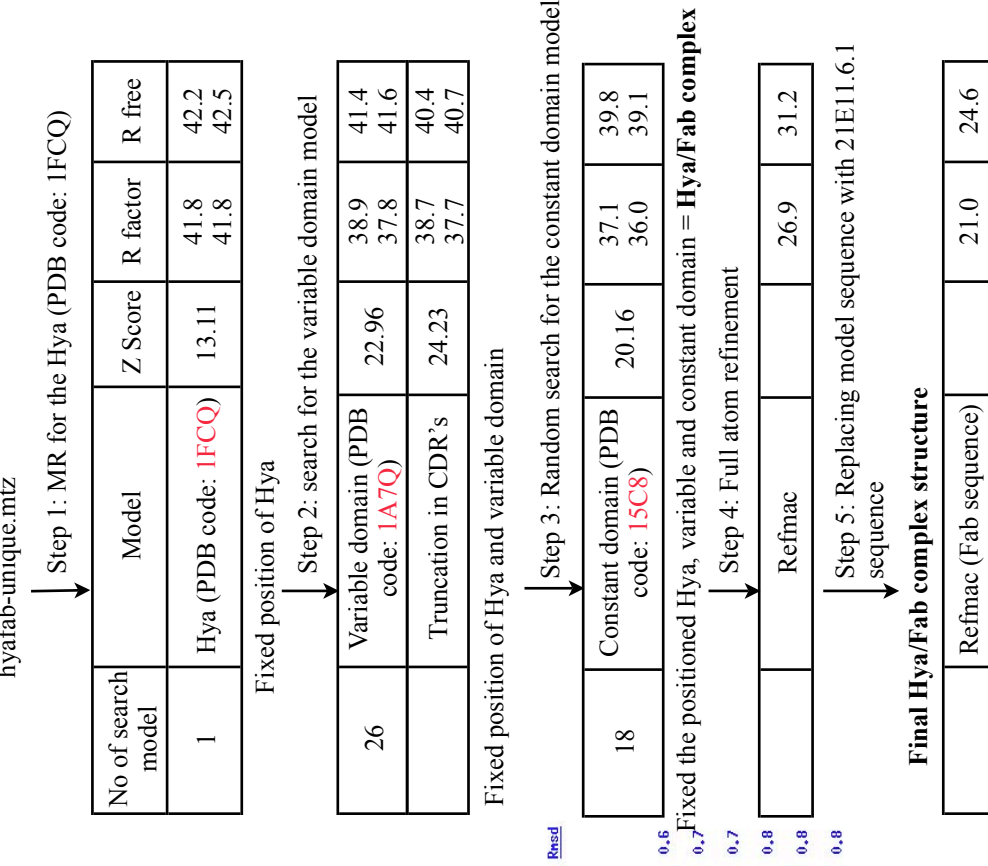 hyafab-unique.mtz
Step 1: MR for the Hya (PDB code: 1FCQ)
No of search model Model Z Score R factor R free
1 Hya (PDB code: 1FCQ) 13.11 41.8 42.2
41.8 42.5
Fixed position of Hya
Step 2: search for the variable domain model
26 Variable domain (PDB code: 1A7Q) 22.96 38.9 41.4
37.8 41.6
Truncation in CDR's 24.23 38.7 40.4
37.7 40.7
Fixed position of Hya and variable domain
Step 3: Random search for the constant domain model
18 Constant domain (PDB code: 15C8) 20.16 37.1 39.8
36.0 39.1
Fixed the positioned Hya, variable and constant domain = Hya/Fab complex
Step 4: Full atom refinement
Refmac 26.9 31.2
Step 5: Replacing model sequence with 21E11.6.1
sequence
Final Hya/Fab complex structure
Refmac (Fab sequence) 21.0 24.6
Rmsd
0.6
0.7
0.7
0.8
0.8
0.8